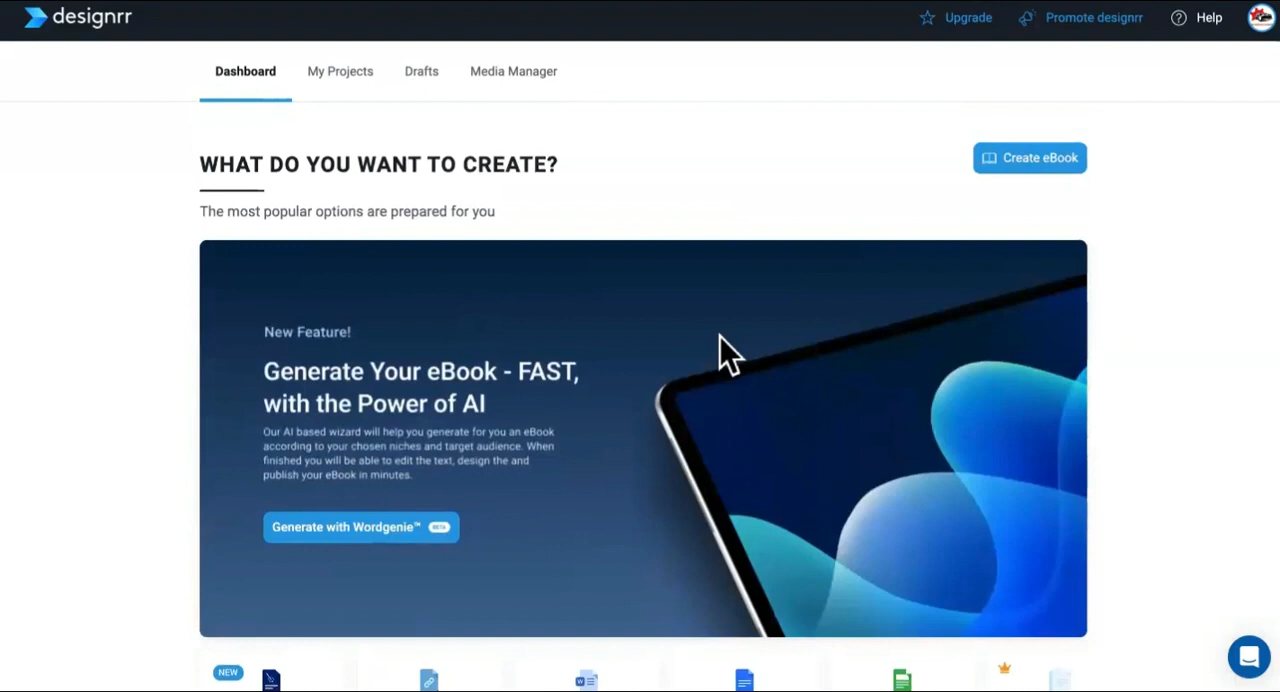 designrr
Upgrade
Promote designrr
Help
Dashboard
My Projects
Drafts
Media Manager
WHAT DO YOU WANT TO CREATE?
Create eBook
The most popular options are prepared for you
New Feature!
Generate Your eBook - FAST,
with the Power of AI
Our AI based wizard will help you generate for you an eBook
according to your chosen niches and target audience. When
finished you will be able to edit the text, design the and
publish your eBook in minutes.
Generate with Wordgenie™ BETA
NEW
W